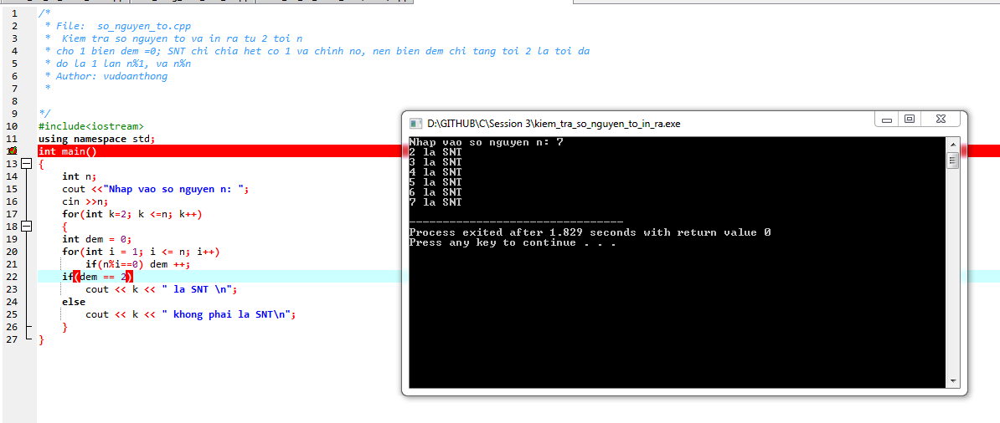 1 /*
2 * File: so_nguyen_to.cpp
3 * Kiem tra so nguyen to va in ra tu 2 toi n
4 * cho 1 bien dem =0; SNT chi chia het co 1 va chinh no, nen bien dem chi tang toi 2 la toi da
5 * do la 1 lan n%1, va n%n
6 * Author: vudoanthong
7 *
8
9 */
10 #include<iostream>
11 using namespace std;
int main()
13 {
14 int n;
15 cout <<"Nhap vao so nguyen n: ";
16 cin >>n;
17 for(int k=2; k <=n; k++)
18 {
19 int dem = 0;
20 for(int i = 1; i <= n; i++)
21 if(n%i==0) dem ++;
22 if(dem == 2)
23 cout << k << " la SNT \n";
24 else
25 cout << k << " khong phai la SNT\n";
26 }
27 }
D:\GITHUB\C\Session 3\kiem_tra_so_nguyen_to_in_ra.exe
Nhap vao so nguyen n: 7
2 la SNT
3 la SNT
4 la SNT
5 la SNT
6 la SNT
7 la SNT
--------------------------------
Process exited after 1.829 seconds with return value 0
Press any key to continue . . .